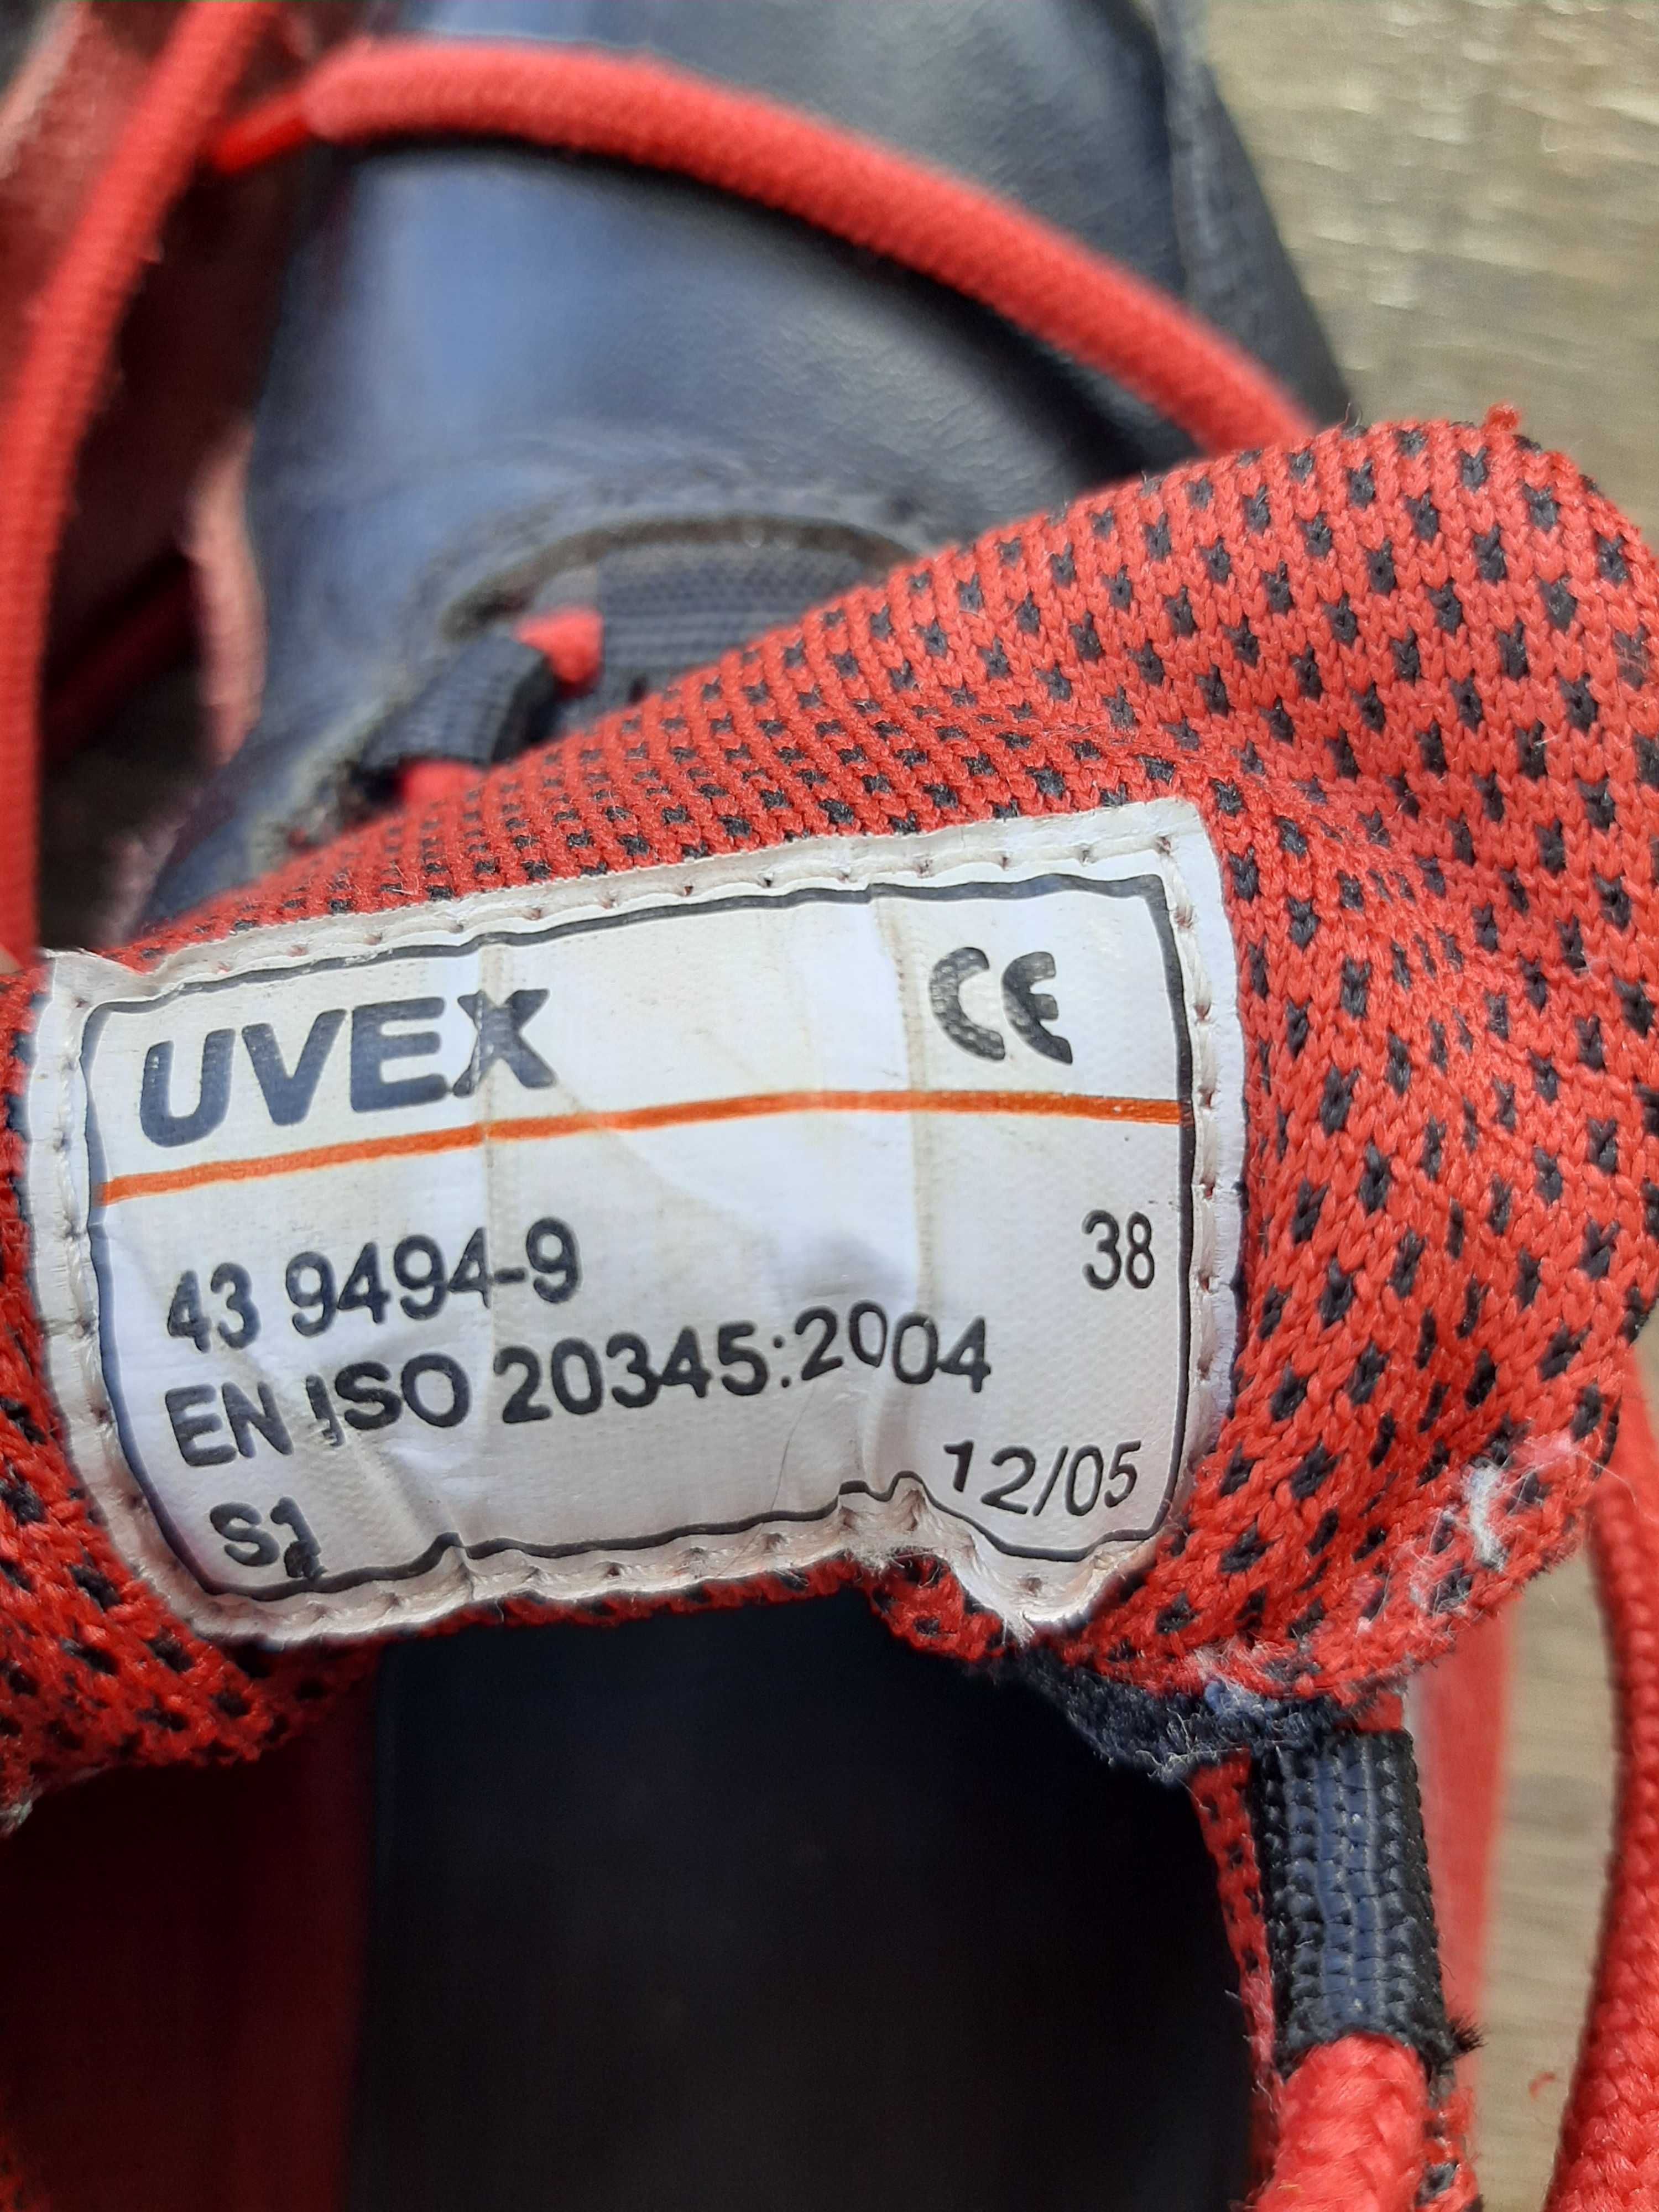 UVEX CE
43 9494-9 38
EN ISO 20345:2004
S1 12/05